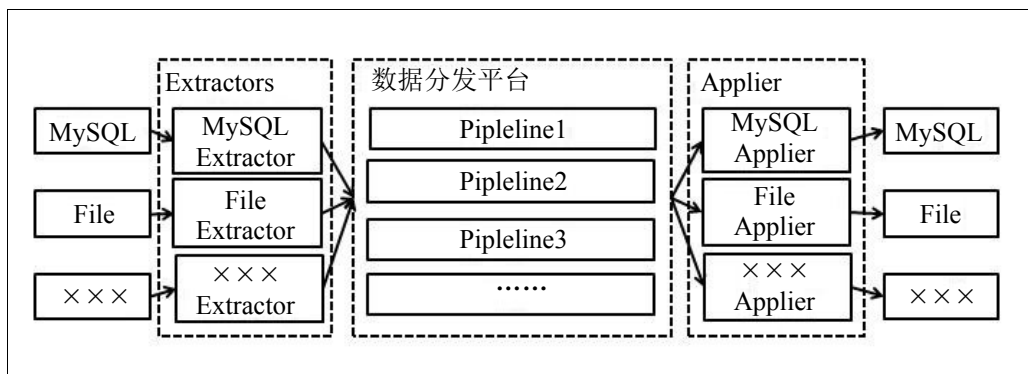 Extractors
数据分发平台
Applier
MySQL
MySQL
Extractor
Pipleline1
MySQL
Applier
MySQL
File
File
Extractor
Pipleline2
File
Applier
File
Pipleline3
×××
×××
Extractor
……
×××
Applier
×××